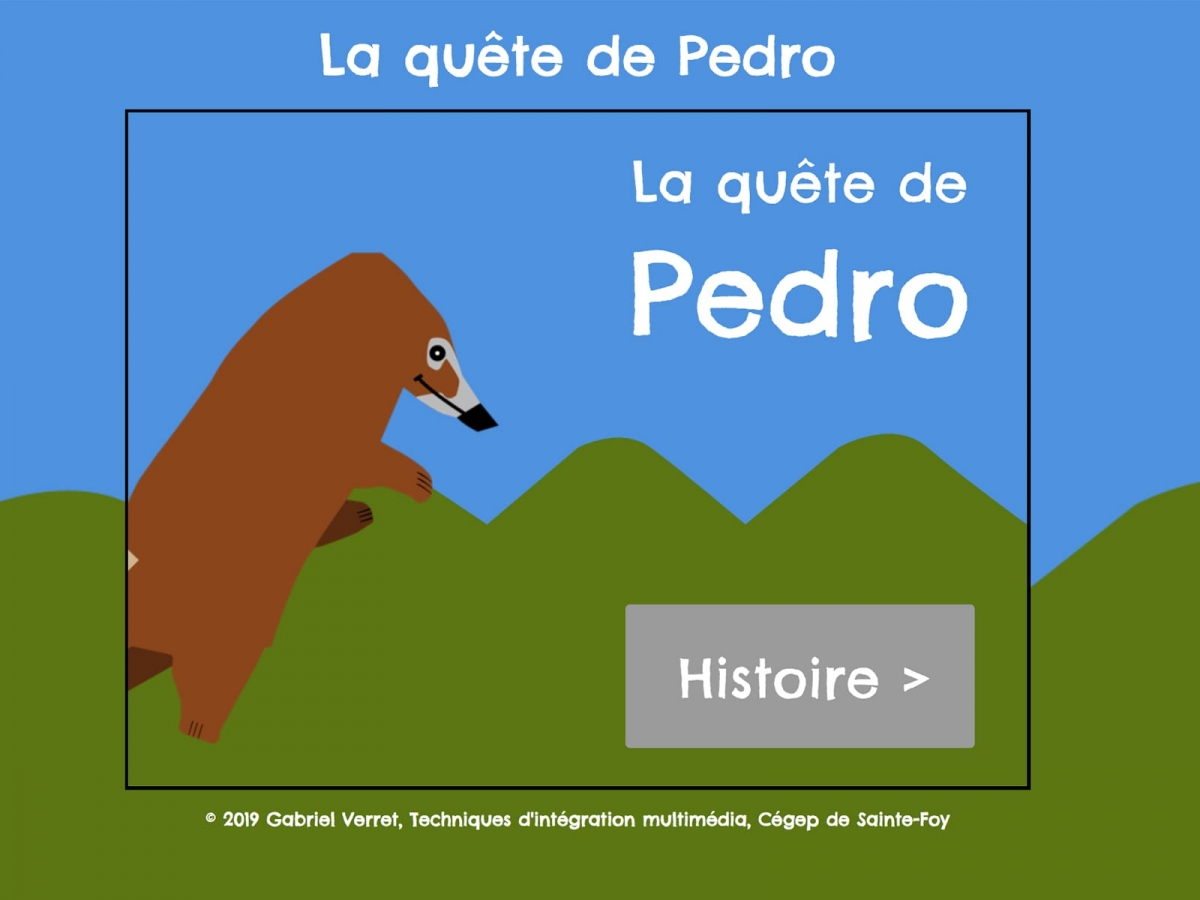 La quête de Pedro
La quête de
Pedro
Histoire >
© 2019 Gabriel Verret, Techniques d'intégration multimédia, Cégep de Sainte-Foy